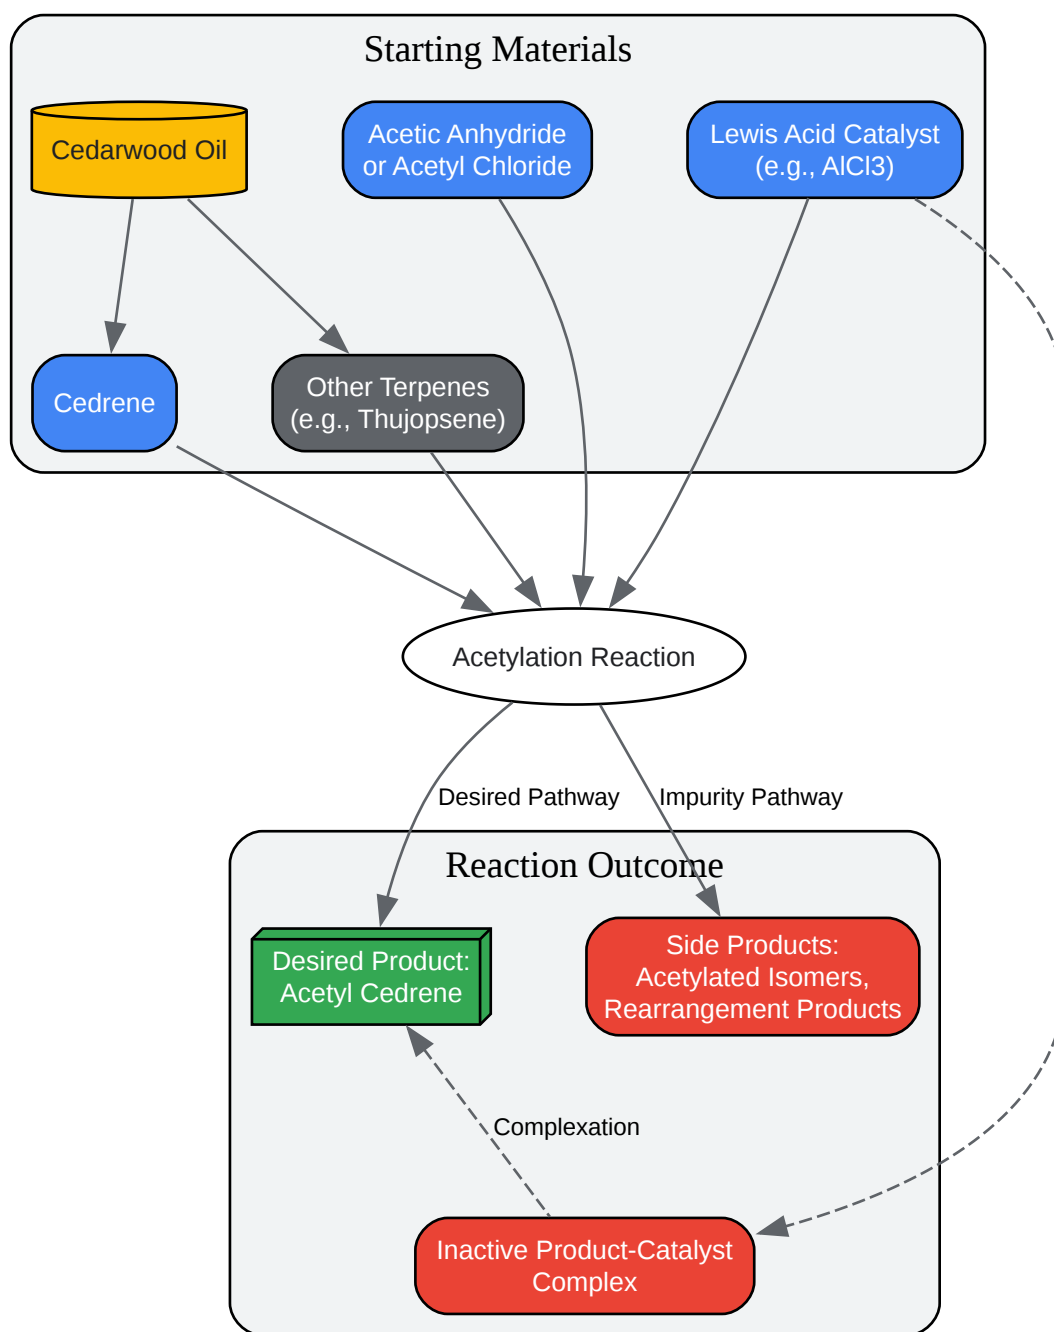 Starting Materials
Cedarwood Oil
Acetic Anhydride
or Acetyl Chloride
Lewis Acid Catalyst
(e.g., AlCl3)
Cedrene
Other Terpenes
(e.g., Thujopsene)
Acetylation Reaction
Desired Pathway
Impurity Pathway
Reaction Outcome
Desired Product:
Acetyl Cedrene
Side Products:
Acetylated Isomers,
Rearrangement Products
Complexation
Inactive Product-Catalyst
Complex